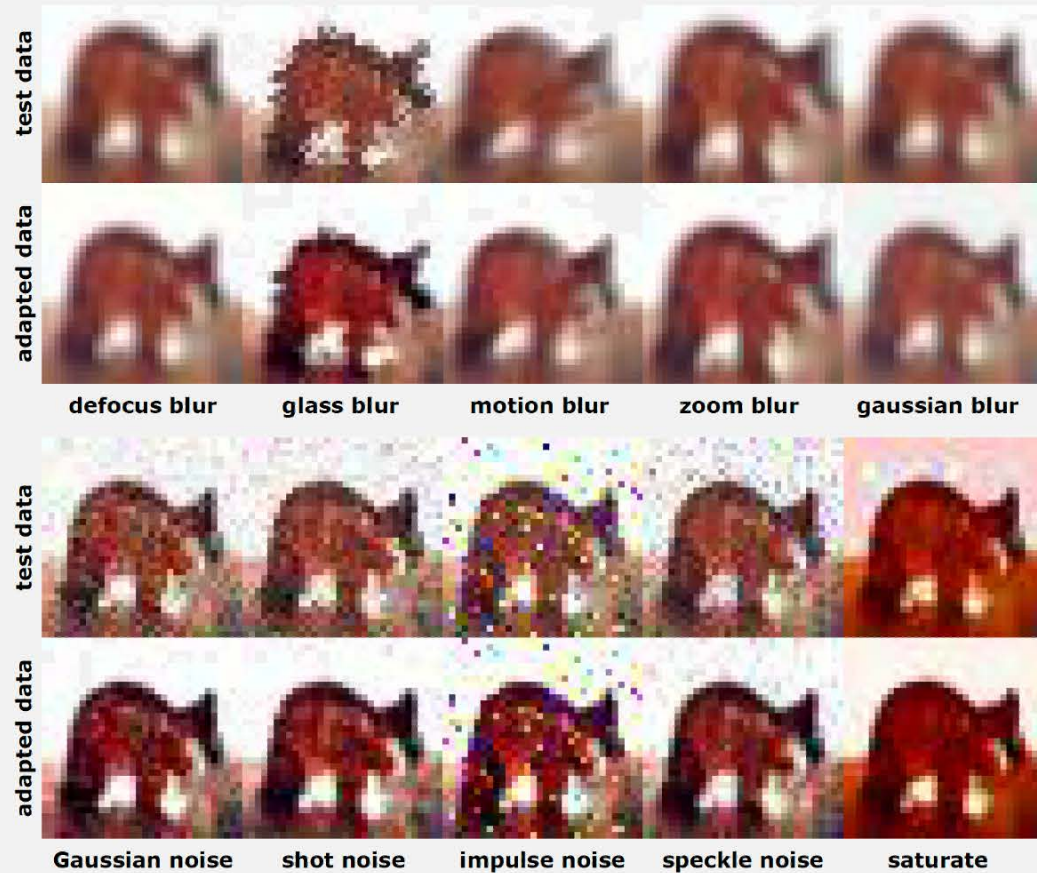 test data
adapted data
defocus blur glass blur motion blur zoom blur gaussian blur
test data
adapted data
Gaussian noise shot noise impulse noise speckle noise saturate